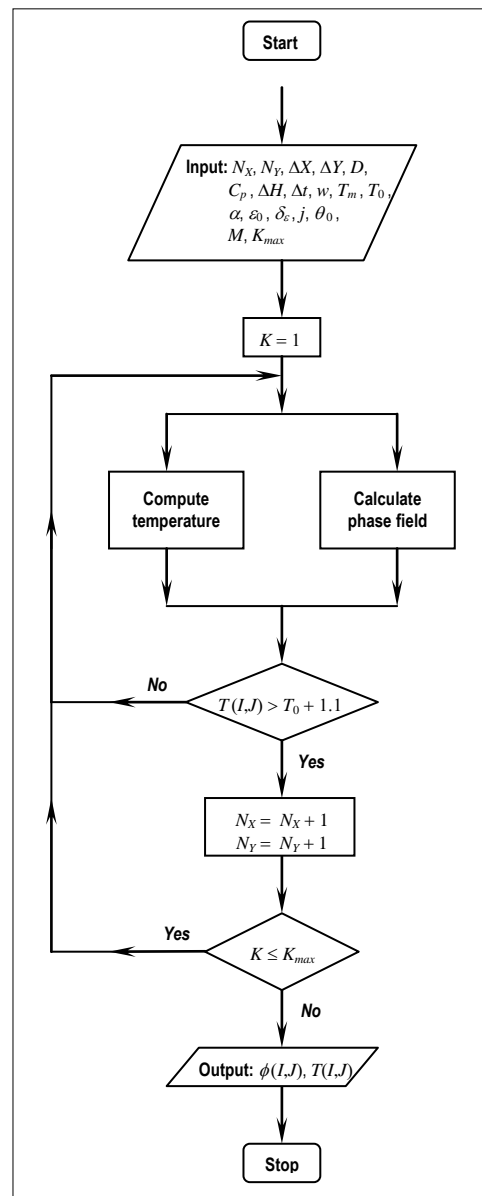 Start
Input: N_X, N_Y, ΔX, ΔY, D,
C_p, ΔH, Δt, w, T_m, T_0,
α, ε_0, δ_ε, j, θ_0,
M, K_max
K = 1
Compute
temperature
Calculate
phase field
No
T(I,J) > T_0 + 1.1
Yes
N_X = N_X + 1
N_Y = N_Y + 1
Yes
K ≤ K_max
No
Output: ϕ(I,J), T(I,J)
Stop